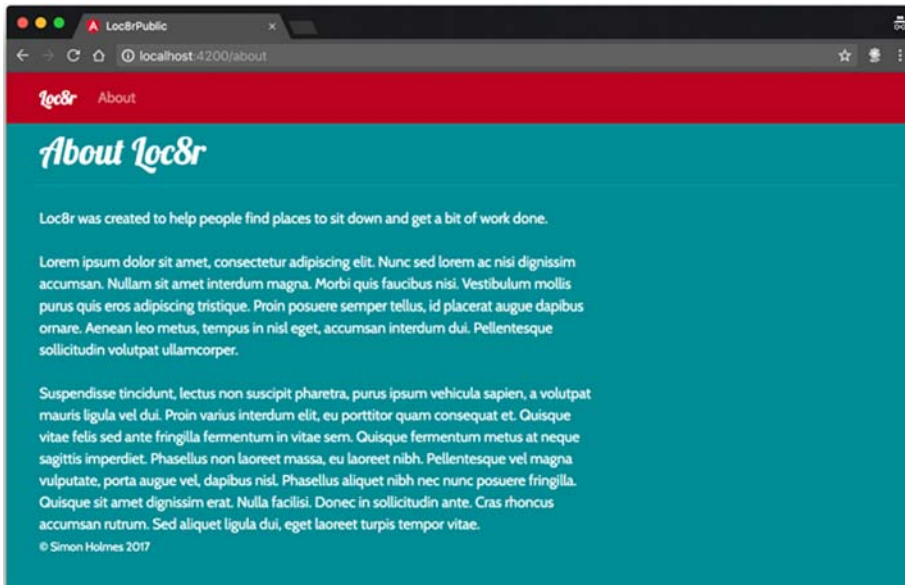 Loc8rPublic
localhost:4200/about
Loc8r About
About Loc8r
Loc8r was created to help people find places to sit down and get a bit of work done.
Lorem ipsum dolor sit amet, consectetur adipiscing elit. Nunc sed lorem ac nisi dignissim
accumsan. Nullam sit amet interdum magna. Morbi quis faucibus nisi. Vestibulum mollis
purus quis eros adipiscing tristique. Proin posuere semper tellus, id placerat augue dapibus
ornare. Aenean leo metus, tempus in nisl eget, accumsan interdum dui. Pellentesque
sollicitudin volutpat ullamcorper.
Suspendisse tincidunt, lectus non suscipit pharetra, purus ipsum vehicula sapien, a volutpat
mauris ligula vel dui. Proin varius interdum elit, eu porttitor quam consequat et. Quisque
vitae felis sed ante fringilla fermentum in vitae sem. Quisque fermentum metus at neque
sagittis imperdiet. Phasellus non laoreet massa, eu laoreet nibh. Pellentesque vel magna
vulputate, porta augue vel, dapibus nisl. Phasellus aliquet nibh nec nunc posuere fringilla.
Quisque sit amet dignissim erat. Nulla facilisi. Donec in sollicitudin ante. Cras rhoncus
accumsan rutrum. Sed aliquet ligula dui, eget laoreet turpis tempor vitae.
© Simon Holmes 2017